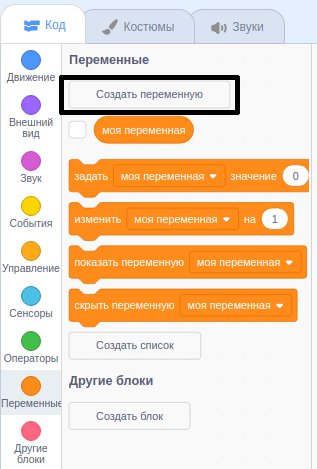 Код
Костюмы
Звуки
Движение
Внешний
вид
Звук
События
Управление
Сенсоры
Операторы
Переменные
Другие
блоки
Переменные
Создать переменную
моя переменная
задать моя переменная значение 0
изменить моя переменная на 1
показать переменную моя переменная
скрыть переменную моя переменная
Создать список
Другие блоки
Создать блок